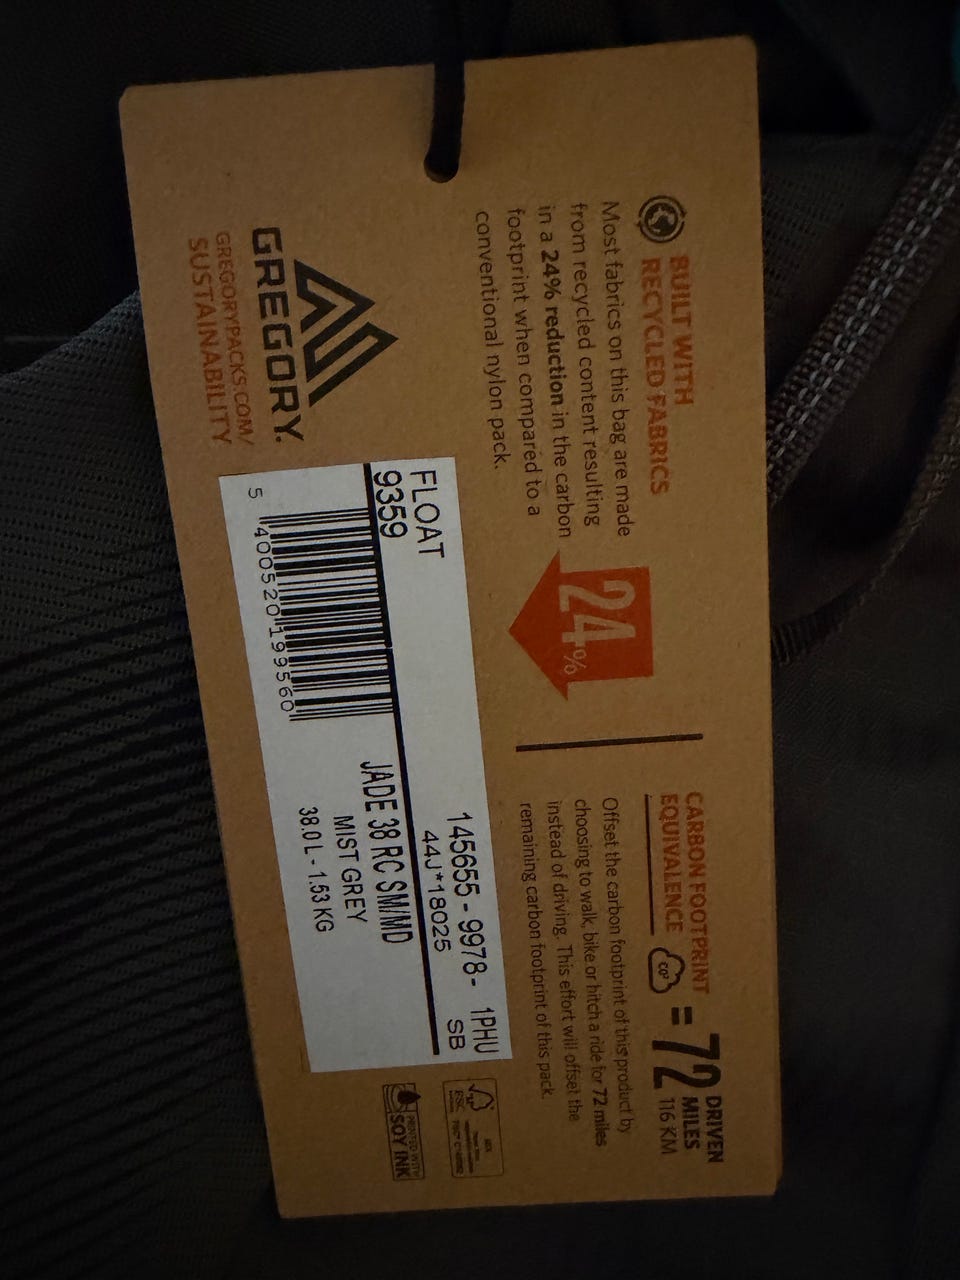 BUILT WITH
RECYCLED FABRICS
Most fabrics on this bag are made
from recycled content resulting
in a 24% reduction in the carbon
footprint when compared to a
conventional nylon pack.
24%
CARBON FOOTPRINT
EQUIVALENCE
CO²
= 72 DRIVEN
MILES
116 KM
Offset the carbon footprint of this product by
choosing to walk, bike or hitch a ride for 72 miles
instead of driving. This effort will offset the
remaining carbon footprint of this pack.
GREGORY.
GREGORYPACKS.COM/
SUSTAINABILITY
FLOAT
9359
145655 - 9978- 1PHU
44J*18025 SB
JADE 38 RC SM/MD
MIST GREY
38.0 L - 1.53 KG
5 400520 199560
FSC
PRINTED WITH
SOY INK